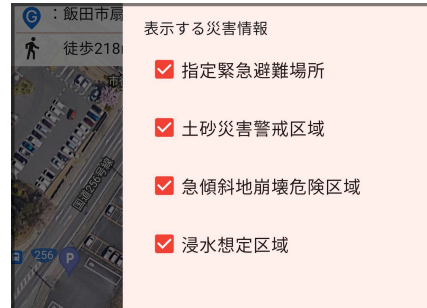 ：飯田市扇
徒歩218m
市
国道256号線
256
P
G
表示する災害情報
指定緊急避難場所
土砂災害警戒区域
急傾斜地崩壊危険区域
浸水想定区域